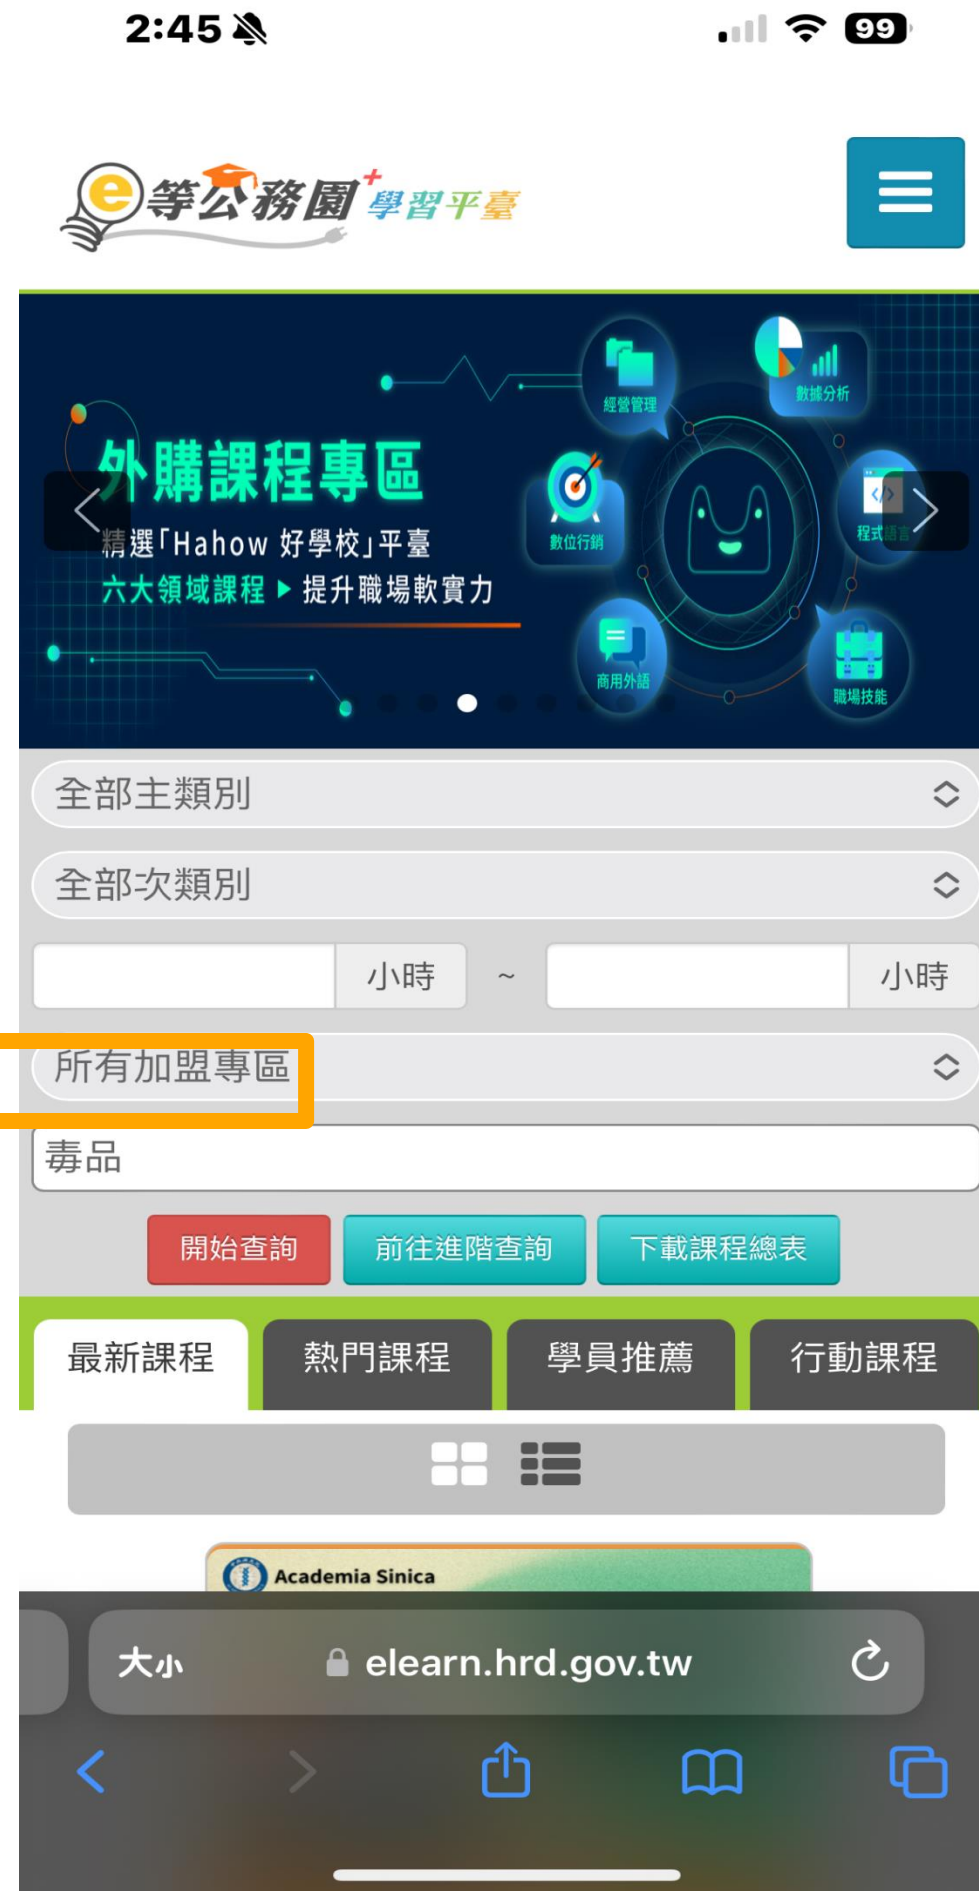 2:45
99
e等公務園+學習平臺
經營管理
數據分析
外購課程專區
數位行銷
程式語言
精選「Hahow 好學校」平臺
六大領域課程▶提升職場軟實力
商用外語
職場技能
全部主類別
全部次類別
小時 ~ 小時
所有加盟專區
毒品
開始查詢 前往進階查詢 下載課程總表
最新課程 熱門課程 學員推薦 行動課程
Academia Sinica
大小 elearn.hrd.gov.tw